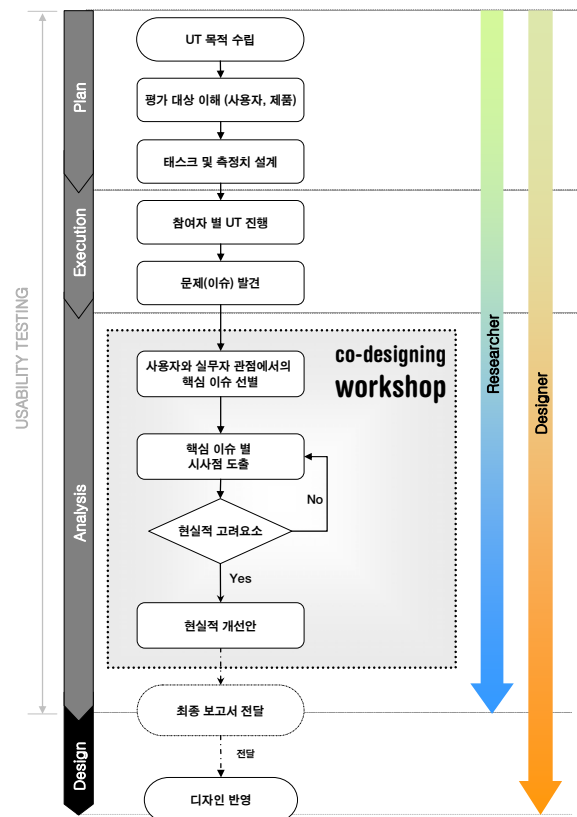 UT 목적 수립
평가 대상 이해 (사용자, 제품)
Plan
태스크 및 측정치 설계
참여자 별 UT 진행
Execution
문제(이슈) 발견
USABILITY TESTING
co-designing
workshop
사용자와 실무자 관점에서의
핵심 이슈 선별
Researcher
Designer
핵심 이슈 별
시사점 도출
No
Analysis
현실적 고려요소
Yes
현실적 개선안
최종 보고서 전달
Design
전달
디자인 반영